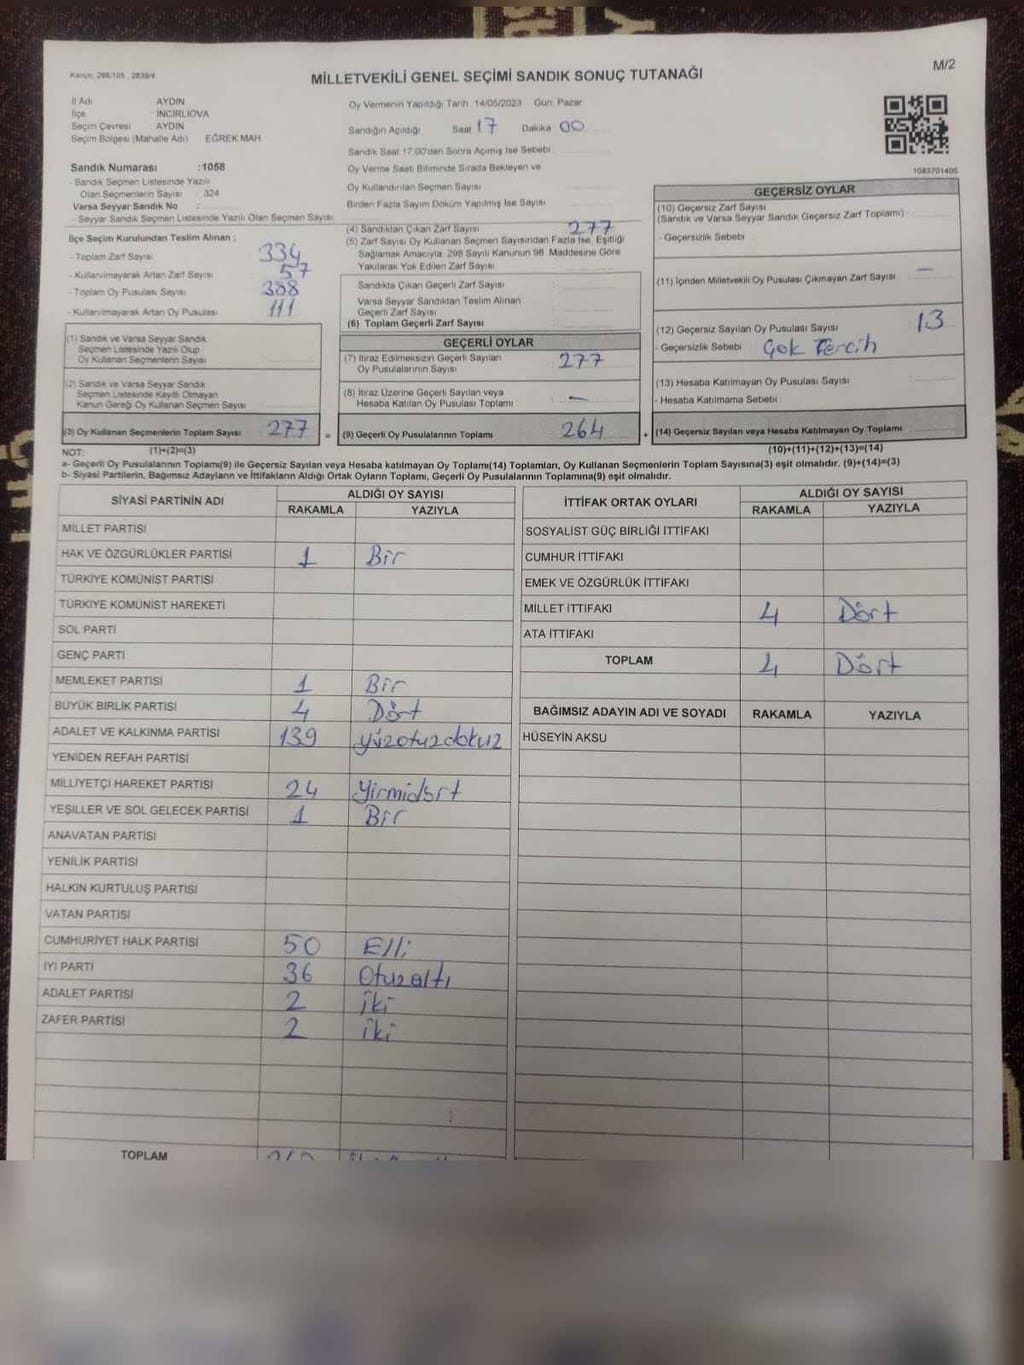 Kanun: 298/105 , 2839/4
M/2
MİLLETVEKİLİ GENEL SEÇİMİ SANDIK SONUÇ TUTANAĞI
İl Adı : AYDIN
İlçe : İNCİRLİOVA
Seçim Çevresi : AYDIN
Seçim Bölgesi (Mahalle Adı) : EĞREK MAH
Sandık Numarası :1058
- Sandık Seçmen Listesinde Yazılı
Olan Seçmenlerin Sayısı : 324
Varsa Seyyar Sandık No :
- Seyyar Sandık Seçmen Listesinde Yazılı Olan Seçmen Sayısı
Oy Vermenin Yapıldığı Tarih :14/05/2023 Gün: Pazar
Sandığın Açıldığı Saat 17 Dakika 00
Sandık Saat 17:00'den Sonra Açılmış İse Sebebi
Oy Verme Saati Bitiminde Sırada Bekleyen ve
Oy Kullandırılan Seçmen Sayısı
Birden Fazla Sayım Döküm Yapılmış İse Sayısı
1083701405
İlçe Seçim Kurulundan Teslim Alınan ;
- Toplam Zarf Sayısı : 334
- Kullanılmayarak Artan Zarf Sayısı : 57
- Toplam Oy Pusulası Sayısı : 388
- Kullanılmayarak Artan Oy Pusulası 111
(1) Sandık ve Varsa Seyyar Sandık
Seçmen Listesinde Yazılı Olup
Oy Kullanan Seçmenlerin Sayısı
(2) Sandık ve Varsa Seyyar Sandık
Seçmen Listesinde Kayıtlı Olmayan
Kanun Gereği Oy Kullanan Seçmen Sayısı
(3) Oy Kullanan Seçmenlerin Toplam Sayısı 277
(1)+(2)=(3)
(4) Sandıktan Çıkan Zarf Sayısı 277
(5) Zarf Sayısı Oy Kullanan Seçmen Sayısından Fazla İse, Eşitliği
Sağlamak Amacıyla, 298 Sayılı Kanunun 98. Maddesine Göre
Yakılarak Yok Edilen Zarf Sayısı
Sandıkta Çıkan Geçerli Zarf Sayısı
Varsa Seyyar Sandıktan Teslim Alınan
Geçerli Zarf Sayısı
(6) Toplam Geçerli Zarf Sayısı
GEÇERLİ OYLAR
(7) İtiraz Edilmeksizin Geçerli Sayılan
Oy Pusulalarının Sayısı 277
(8) İtiraz Üzerine Geçerli Sayılan veya
Hesaba Katılan Oy Pusulası Toplamı —
= (9) Geçerli Oy Pusulalarının Toplamı 264
GEÇERSİZ OYLAR
(10) Geçersiz Zarf Sayısı
(Sandık ve Varsa Seyyar Sandık Geçersiz Zarf Toplamı)
- Geçersizlik Sebebi :
(11) İçinden Milletvekili Oy Pusulası Çıkmayan Zarf Sayısı —
(12) Geçersiz Sayılan Oy Pusulası Sayısı 13
- Geçersizlik Sebebi Çok Tercih
(13) Hesaba Katılmayan Oy Pusulası Sayısı
- Hesaba Katılmama Sebebi
+ (14) Geçersiz Sayılan veya Hesaba Katılmayan Oy Toplamı
(10)+(11)+(12)+(13)=(14)
NOT:
a- Geçerli Oy Pusulalarının Toplamı(9) ile Geçersiz Sayılan veya Hesaba katılmayan Oy Toplamı(14) Toplamları, Oy Kullanan Seçmenlerin Toplam Sayısına(3) eşit olmalıdır. (9)+(14)=(3)
b- Siyasi Partilerin, Bağımsız Adayların ve İttifakların Aldığı Ortak Oyların Toplamı, Geçerli Oy Pusulalarının Toplamına(9) eşit olmalıdır.
SİYASİ PARTİNİN ADI ALDIĞI OY SAYISI
RAKAMLA YAZIYLA
MİLLET PARTİSİ
HAK VE ÖZGÜRLÜKLER PARTİSİ 1 Bir
TÜRKİYE KOMÜNİST PARTİSİ
TÜRKİYE KOMÜNİST HAREKETİ
SOL PARTİ
GENÇ PARTİ
MEMLEKET PARTİSİ 1 Bir
BÜYÜK BİRLİK PARTİSİ 4 Dört
ADALET VE KALKINMA PARTİSİ 139 yüzotuzdokuz
YENİDEN REFAH PARTİSİ
MİLLİYETÇİ HAREKET PARTİSİ 24 Yirmidört
YEŞİLLER VE SOL GELECEK PARTİSİ 1 Bir
ANAVATAN PARTİSİ
YENİLİK PARTİSİ
HALKIN KURTULUŞ PARTİSİ
VATAN PARTİSİ
CUMHURİYET HALK PARTİSİ 50 Elli
İYİ PARTİ 36 Otuzaltı
ADALET PARTİSİ 2 İki
ZAFER PARTİSİ 2 İki
TOPLAM
İTTİFAK ORTAK OYLARI ALDIĞI OY SAYISI
RAKAMLA YAZIYLA
SOSYALİST GÜÇ BİRLİĞİ İTTİFAKI
CUMHUR İTTİFAKI
EMEK VE ÖZGÜRLÜK İTTİFAKI
MİLLET İTTİFAKI 4 Dört
ATA İTTİFAKI
TOPLAM 4 Dört
BAĞIMSIZ ADAYIN ADI VE SOYADI RAKAMLA YAZIYLA
HÜSEYİN AKSU